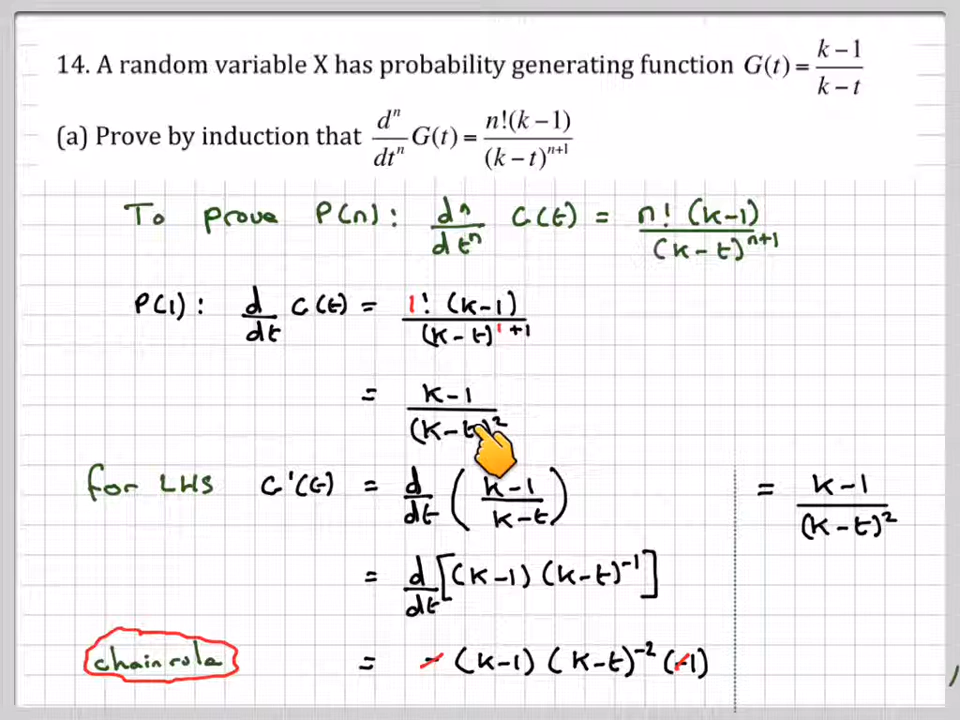 14. A random variable X has probability generating function G(t) = (k − 1)/(k − t)
(a) Prove by induction that dⁿ/dtⁿ G(t) = n!(k − 1)/(k − t)ⁿ⁺¹
To prove P(n): dⁿ/dtⁿ G(t) = n! (k-1)/(k-t)ⁿ⁺¹
P(1): d/dt G(t) = 1! (k-1)/(k-t)¹⁺¹
= k-1/(k-t)²
for LHS G'(t) = d/dt (k-1/k-t)
= d/dt [(k-1) (k-t)⁻¹]
chain rule = - (k-1) (k-t)⁻² (-1)
= k-1/(k-t)²